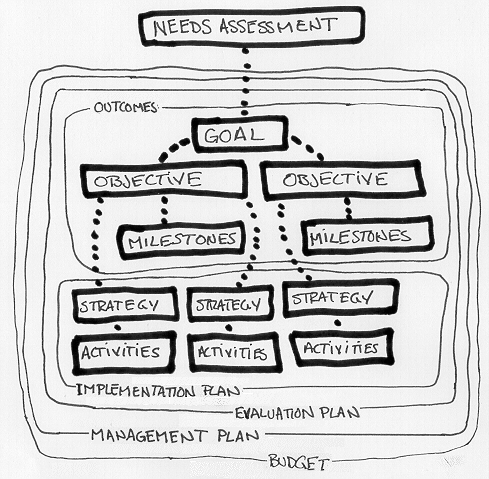 NEEDS ASSESSMENT
OUTCOMES
GOAL
OBJECTIVE
OBJECTIVE
MILESTONES
MILESTONES
STRATEGY
STRATEGY
STRATEGY
ACTIVITIES
ACTIVITIES
ACTIVITIES
IMPLEMENTATION PLAN
EVALUATION PLAN
MANAGEMENT PLAN
BUDGET